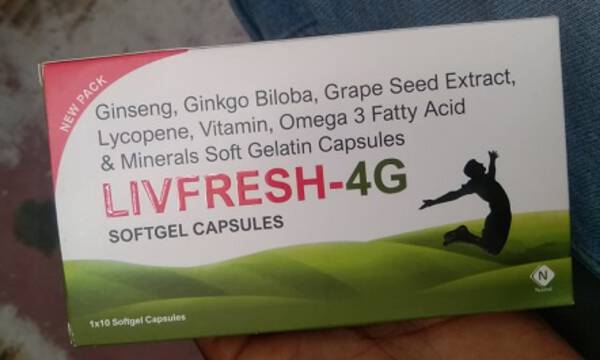 NEW PACK
Ginseng, Ginkgo Biloba, Grape Seed Extract,
Lycopene, Vitamin, Omega 3 Fatty Acid
& Minerals Soft Gelatin Capsules
LIVFRESH-4G
SOFTGEL CAPSULES
N
1x10 Softgel Capsules